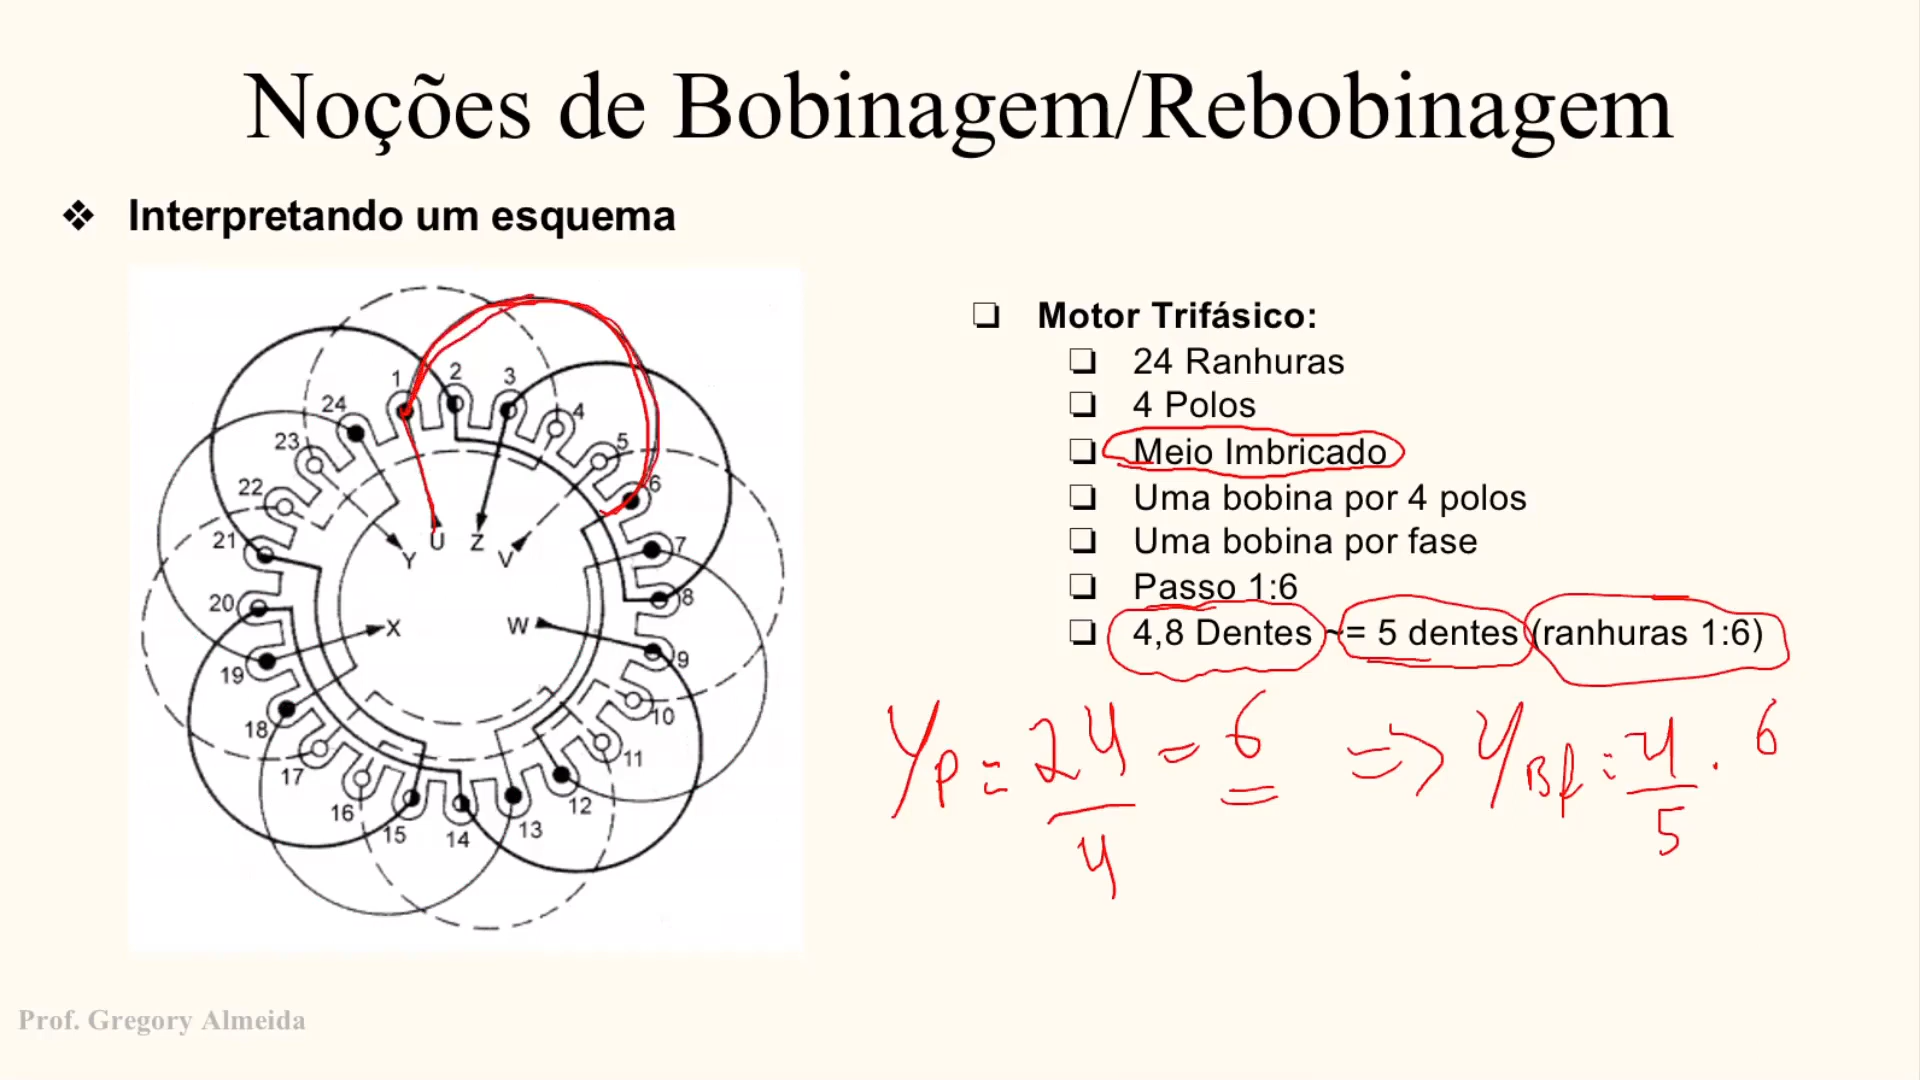 Noções de Bobinagem/Rebobinagem
❖ Interpretando um esquema
1
2
3
4
5
6
7
8
9
10
11
12
13
14
15
16
17
18
19
20
21
22
23
24
Y
U
Z
V
X
W
❏ Motor Trifásico:
❏ 24 Ranhuras
❏ 4 Polos
❏ Meio Imbricado
❏ Uma bobina por 4 polos
❏ Uma bobina por fase
❏ Passo 1:6
❏ 4,8 Dentes ~= 5 dentes (ranhuras 1:6)
Yp = 24/4 = 6 => YBf = 4/5 . 6
Prof. Gregory Almeida